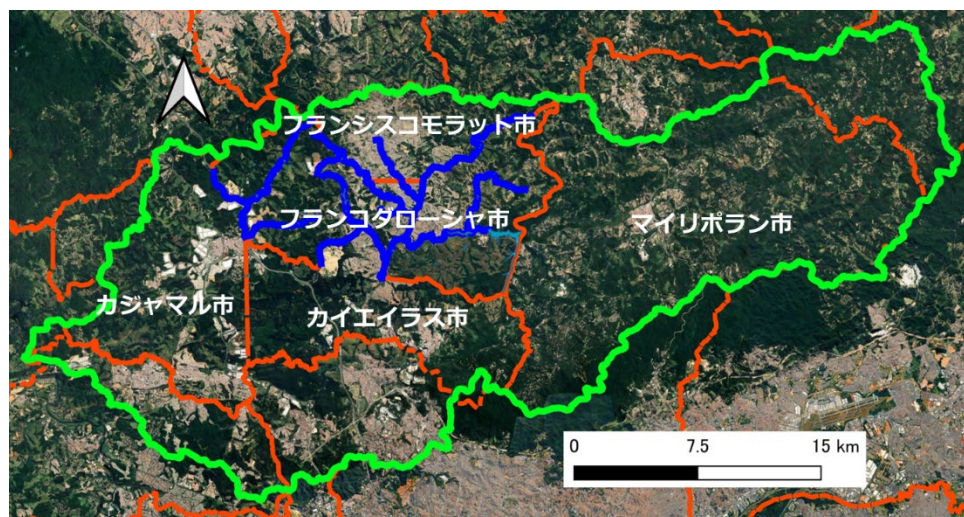 フランシスコモラット市
フランコダローシャ市
マイリポラン市
カジャマル市
カイエイラス市
0 7.5 15 km